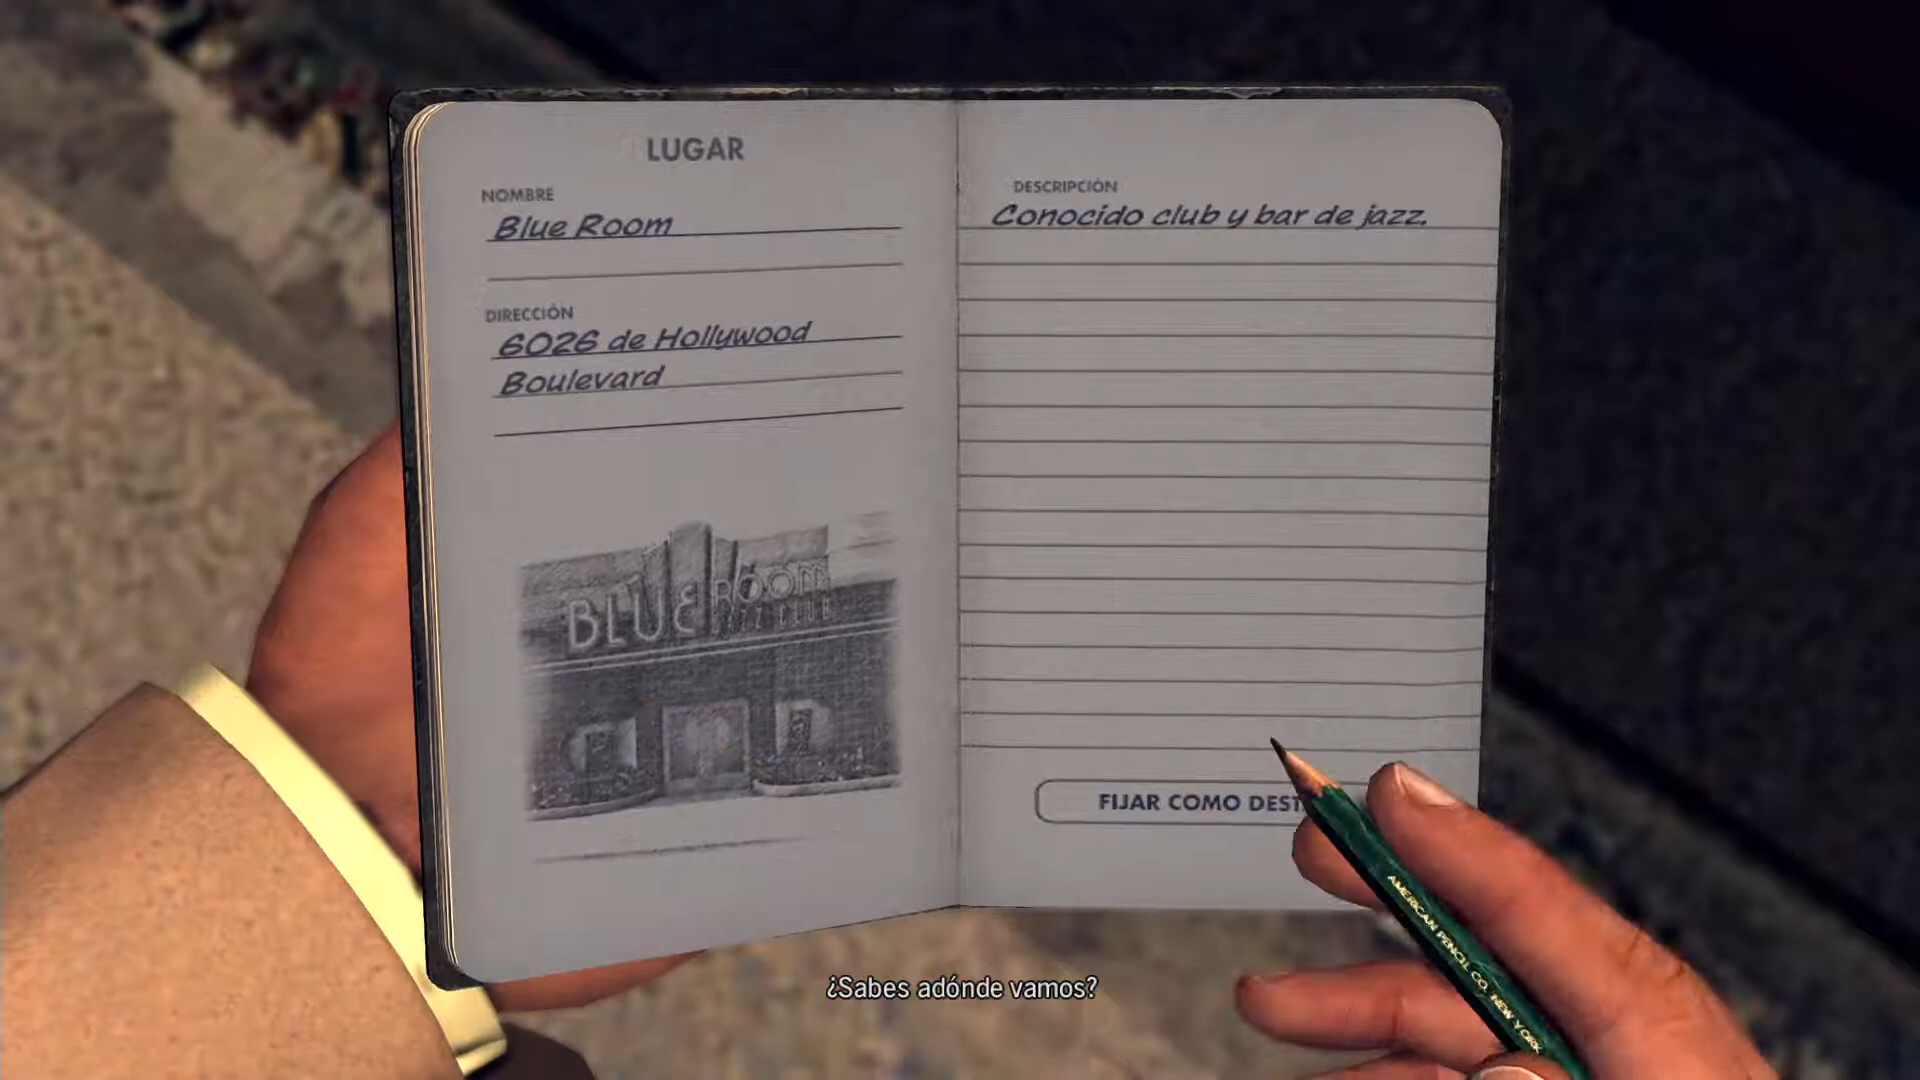 LUGAR
NOMBRE
Blue Room
DIRECCIÓN
6026 de Hollywood
Boulevard
BLUE ROOM
DESCRIPCIÓN
Conocido club y bar de jazz.
FIJAR COMO DEST
AMERICAN PENCIL CO. NEW YORK
¿Sabes adónde vamos?